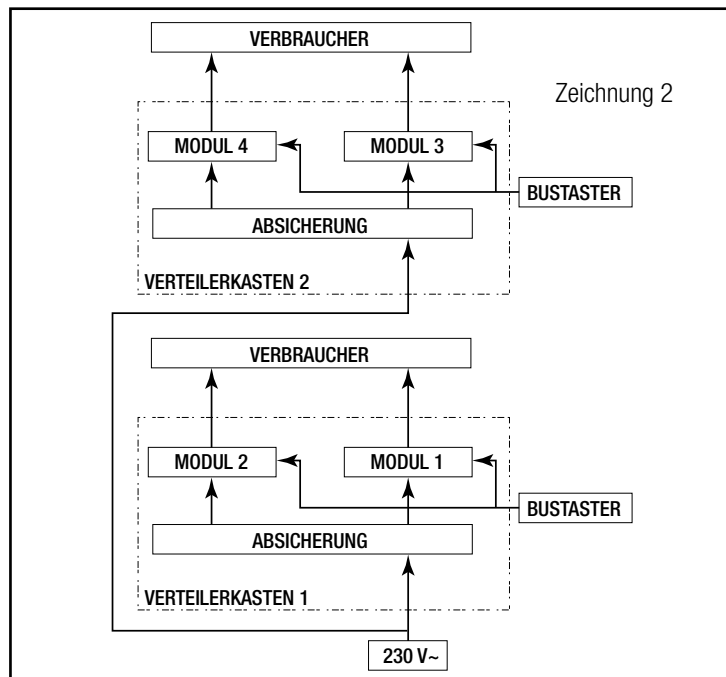 VERBRAUCHER
Zeichnung 2
MODUL 4
MODUL 3
BUSTASTER
ABSICHERUNG
VERTEILERKASTEN 2
VERBRAUCHER
MODUL 2
MODUL 1
BUSTASTER
ABSICHERUNG
VERTEILERKASTEN 1
230 V~